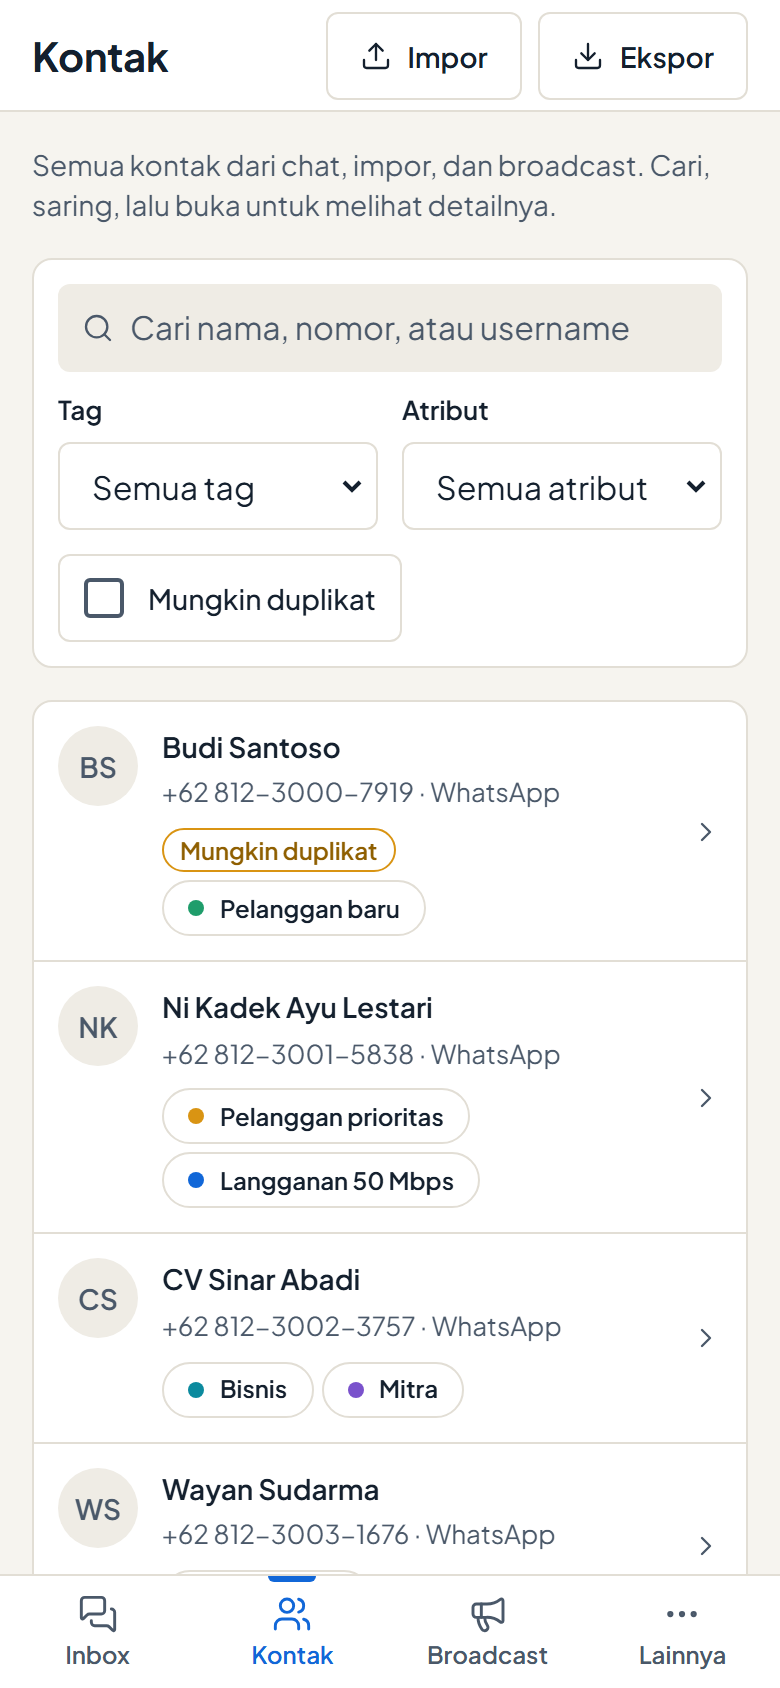 Kontak
Impor
Ekspor
Semua kontak dari chat, impor, dan broadcast. Cari,
saring, lalu buka untuk melihat detailnya.
Cari nama, nomor, atau username
Tag
Atribut
Semua tag
Semua atribut
Mungkin duplikat
BS
Budi Santoso
+62 812-3000-7919 · WhatsApp
Mungkin duplikat
Pelanggan baru
NK
Ni Kadek Ayu Lestari
+62 812-3001-5838 · WhatsApp
Pelanggan prioritas
Langganan 50 Mbps
CS
CV Sinar Abadi
+62 812-3002-3757 · WhatsApp
Bisnis
Mitra
WS
Wayan Sudarma
+62 812-3003-1676 · WhatsApp
Inbox
Kontak
Broadcast
Lainnya